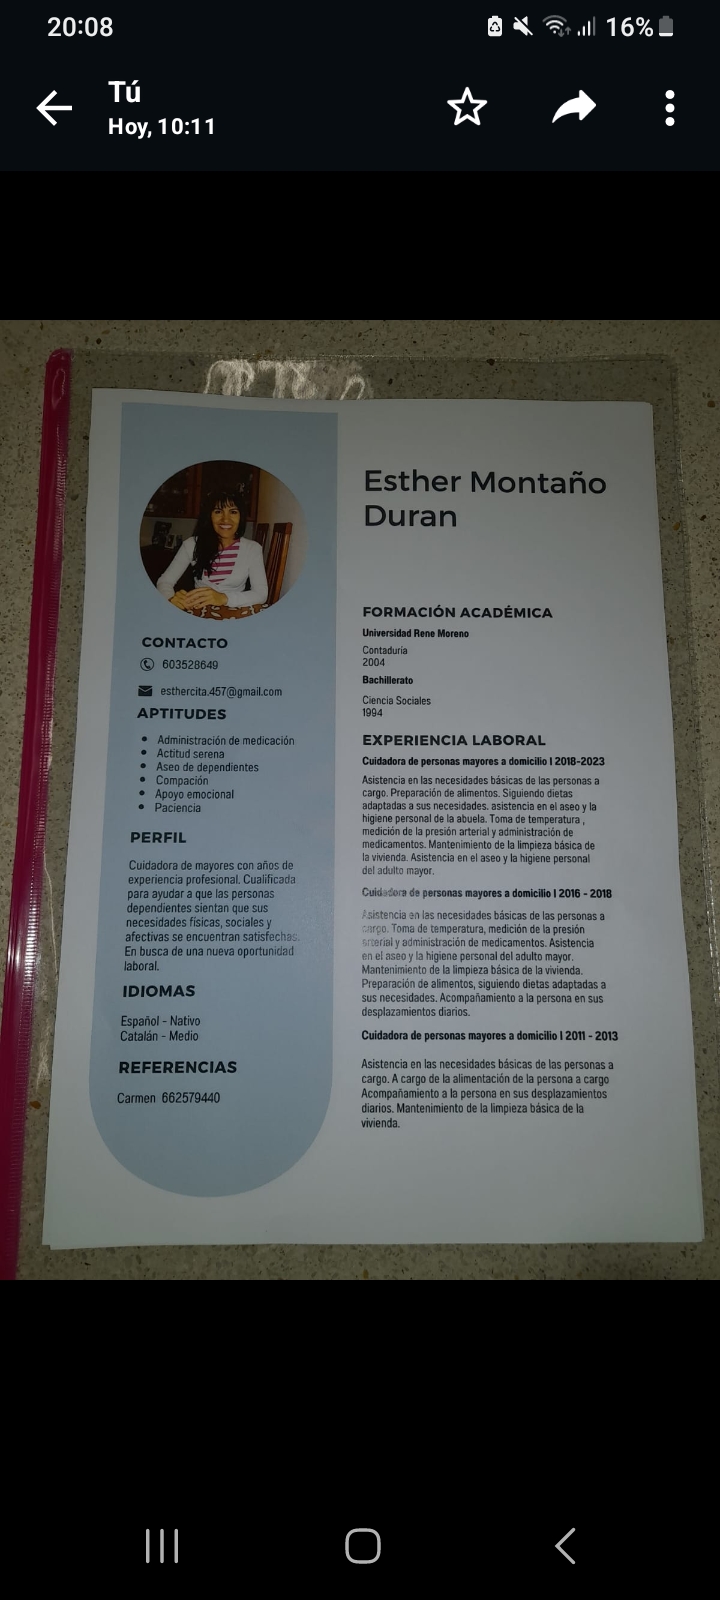 20:08
16%
Tú
Hoy, 10:11
Esther Montaño
Duran
CONTACTO
603528649
esthercita.457@gmail.com
APTITUDES
• Administración de medicación
• Actitud serena
• Aseo de dependientes
• Compación
• Apoyo emocional
• Paciencia
PERFIL
Cuidadora de mayores con años de
experiencia profesional. Cualificada
para ayudar a que las personas
dependientes sientan que sus
necesidades físicas, sociales y
afectivas se encuentran satisfechas.
En busca de una nueva oportunidad
laboral.
IDIOMAS
Español - Nativo
Catalán - Medio
REFERENCIAS
Carmen 662579440
FORMACIÓN ACADÉMICA
Universidad Rene Moreno
Contaduria
2004
Bachillerato
Ciencia Sociales
1994
EXPERIENCIA LABORAL
Cuidadora de personas mayores a domicilio | 2018-2023
Asistencia en las necesidades básicas de las personas a
cargo. Preparación de alimentos. Siguiendo dietas
adaptadas a sus necesidades. asistencia en el aseo y la
higiene personal de la abuela. Toma de temperatura ,
medición de la presión arterial y administración de
medicamentos. Mantenimiento de la limpieza básica de
la vivienda. Asistencia en el aseo y la higiene personal
del adulto mayor.
Cuidadora de personas mayores a domicilio | 2016 - 2018
Asistencia en las necesidades básicas de las personas a
cargo. Toma de temperatura, medición de la presión
arterial y administración de medicamentos. Asistencia
en el aseo y la higiene personal del adulto mayor.
Mantenimiento de la limpieza básica de la vivienda.
Preparación de alimentos, siguiendo dietas adaptadas a
sus necesidades. Acompañamiento a la persona en sus
desplazamientos diarios.
Cuidadora de personas mayores a domicilio | 2011 - 2013
Asistencia en las necesidades básicas de las personas a
cargo. A cargo de la alimentación de la persona a cargo
Acompañamiento a la persona en sus desplazamientos
diarios. Mantenimiento de la limpieza básica de la
vivienda.